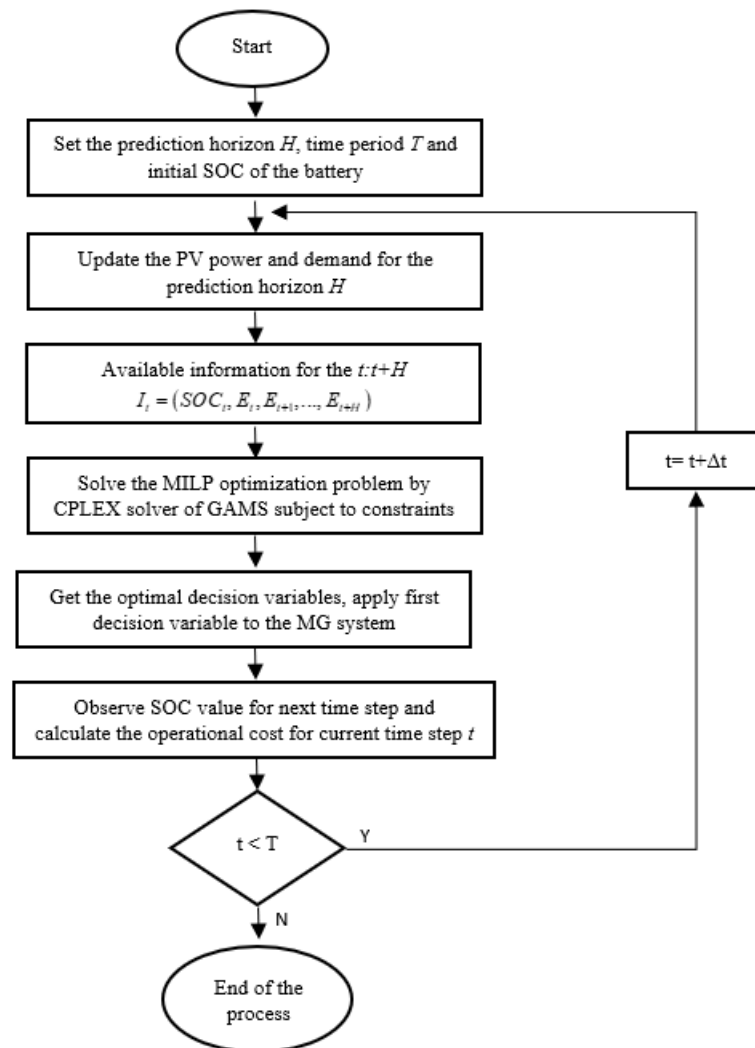 Start
Set the prediction horizon H, time period T and
initial SOC of the battery
Update the PV power and demand for the
prediction horizon H
Available information for the t:t+H
I_t = (SOC_t, E_t, E_{t+1}, ..., E_{t+H})
t= t+Δt
Solve the MILP optimization problem by
CPLEX solver of GAMS subject to constraints
Get the optimal decision variables, apply first
decision variable to the MG system
Observe SOC value for next time step and
calculate the operational cost for current time step t
t < T
Y
N
End of the
process